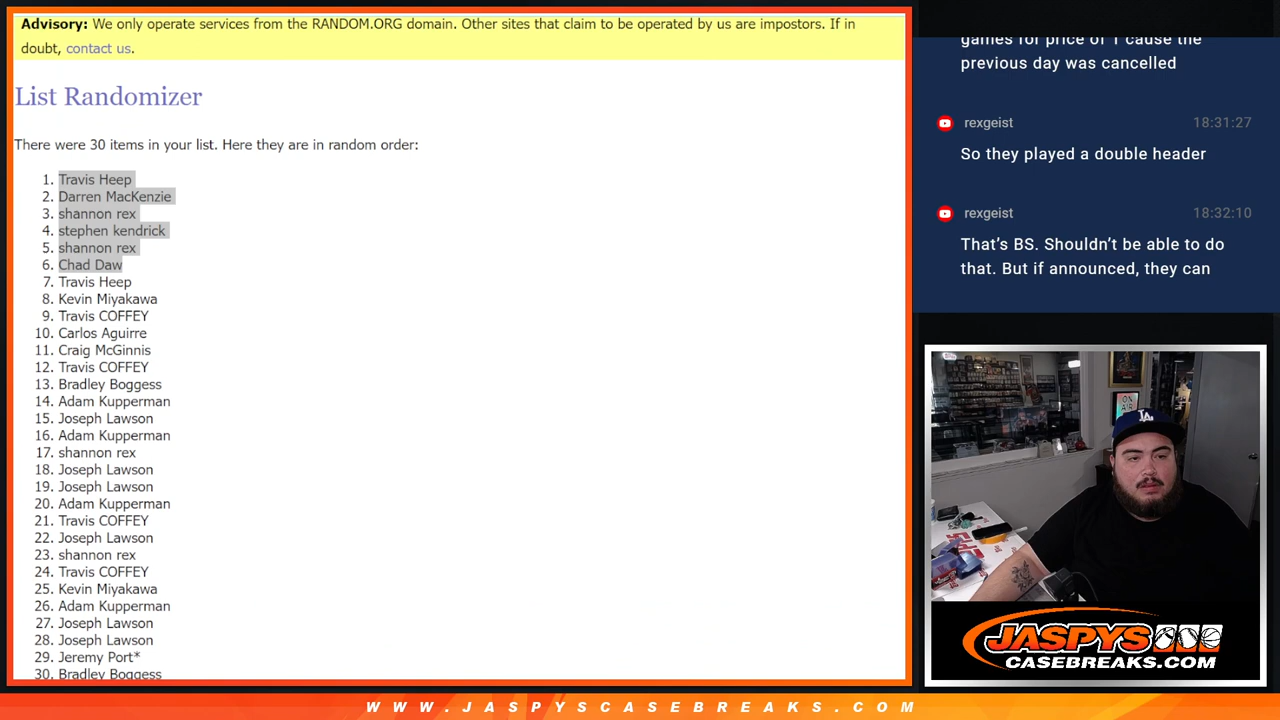 Advisory: We only operate services from the RANDOM.ORG domain. Other sites that claim to be operated by us are impostors. If in
doubt, contact us.
List Randomizer
There were 30 items in your list. Here they are in random order:
1. Travis Heep
2. Darren MacKenzie
3. shannon rex
4. stephen kendrick
5. shannon rex
6. Chad Daw
7. Travis Heep
8. Kevin Miyakawa
9. Travis COFFEY
10. Carlos Aguirre
11. Craig McGinnis
12. Travis COFFEY
13. Bradley Boggess
14. Adam Kupperman
15. Joseph Lawson
16. Adam Kupperman
17. shannon rex
18. Joseph Lawson
19. Joseph Lawson
20. Adam Kupperman
21. Travis COFFEY
22. Joseph Lawson
23. shannon rex
24. Travis COFFEY
25. Kevin Miyakawa
26. Adam Kupperman
27. Joseph Lawson
28. Joseph Lawson
29. Jeremy Port*
30. Bradley Boggess
games for price of 1 cause the
previous day was cancelled
rexgeist 18:31:27
So they played a double header
rexgeist 18:32:10
That's BS. Shouldn't be able to do
that. But if announced, they can
ON
AIR
LA
JASPYS
CASEBREAKS.COM
WWW.JASPYSCASEBREAKS.COM